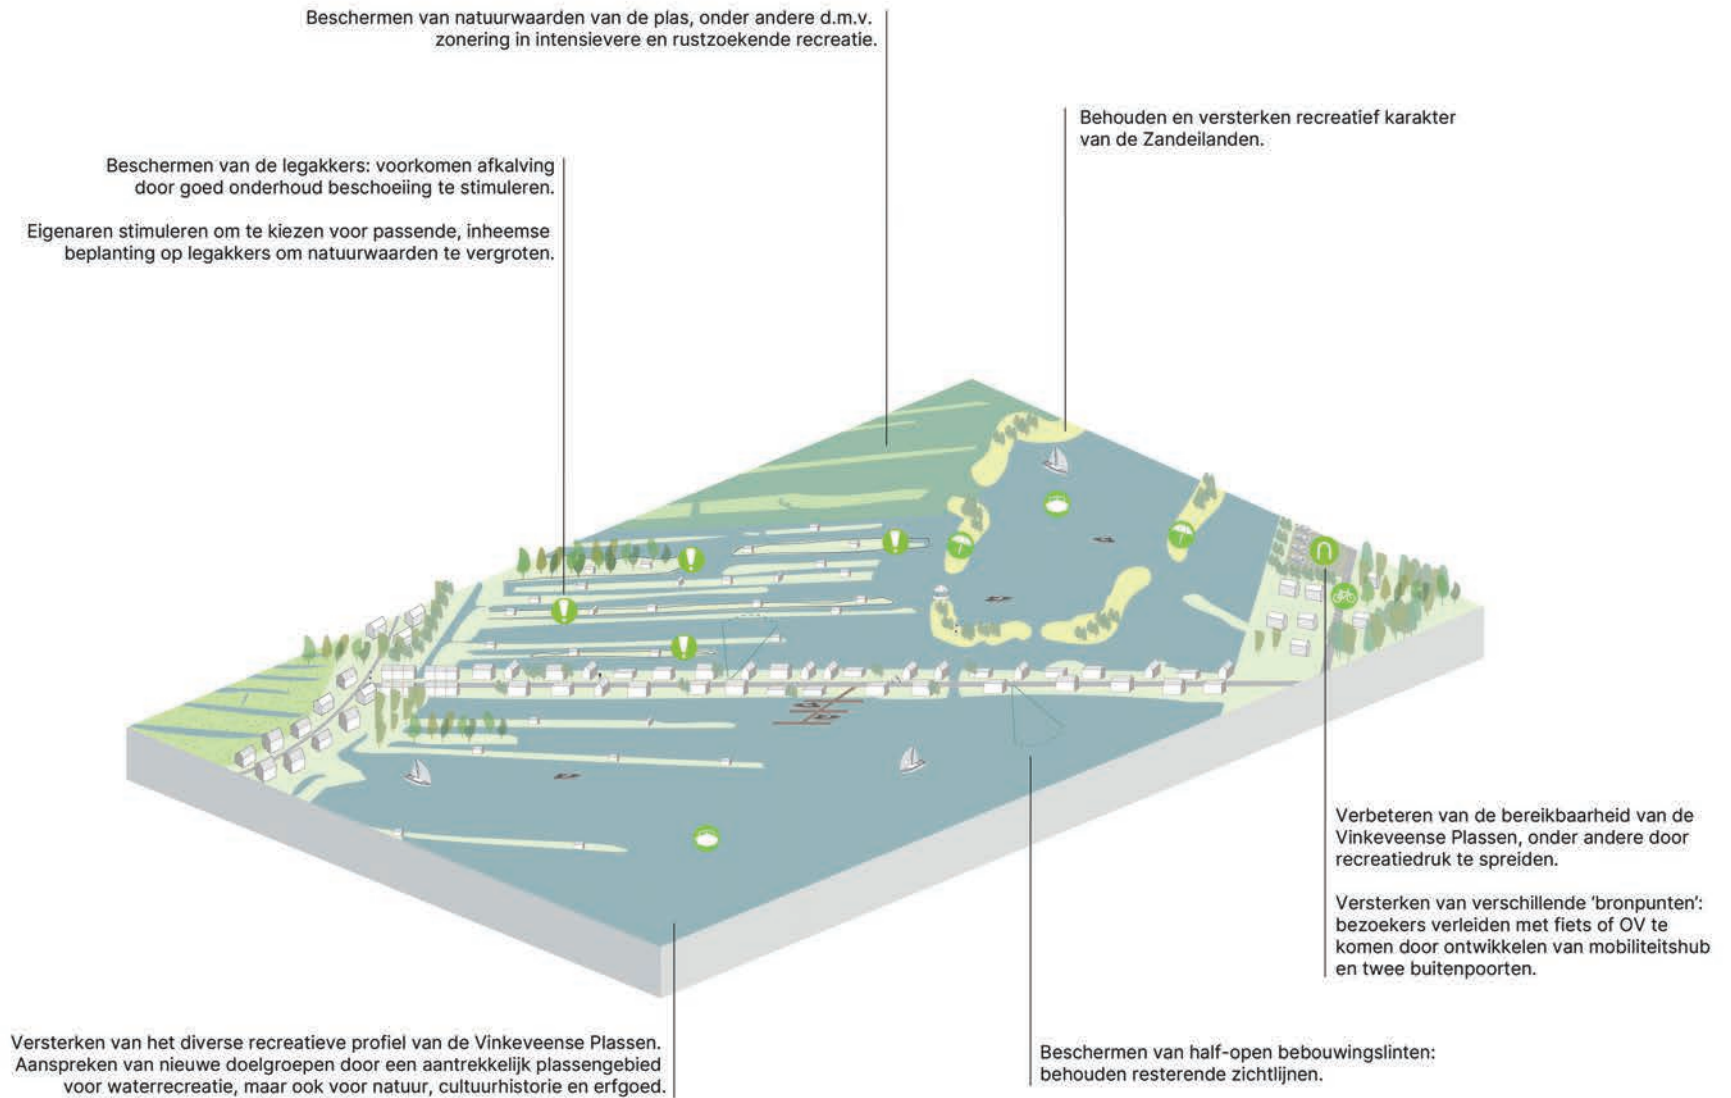 Beschermen van natuurwaarden van de plas, onder andere d.m.v.
zonering in intensievere en rustzoekende recreatie.
Behouden en versterken recreatief karakter
van de Zandeilanden.
Beschermen van de legakkers: voorkomen afkalving
door goed onderhoud beschoeiing te stimuleren.
Eigenaren stimuleren om te kiezen voor passende, inheemse
beplanting op legakkers om natuurwaarden te vergroten.
Verbeteren van de bereikbaarheid van de
Vinkeveense Plassen, onder andere door
recreatiedruk te spreiden.
Versterken van verschillende ‘bronpunten’:
bezoekers verleiden met fiets of OV te
komen door ontwikkelen van mobiliteitshub
en twee buitenpoorten.
Versterken van het diverse recreatieve profiel van de Vinkeveense Plassen.
Aanspreken van nieuwe doelgroepen door een aantrekkelijk plassengebied
voor waterrecreatie, maar ook voor natuur, cultuurhistorie en erfgoed.
Beschermen van half-open bebouwingslinten:
behouden resterende zichtlijnen.